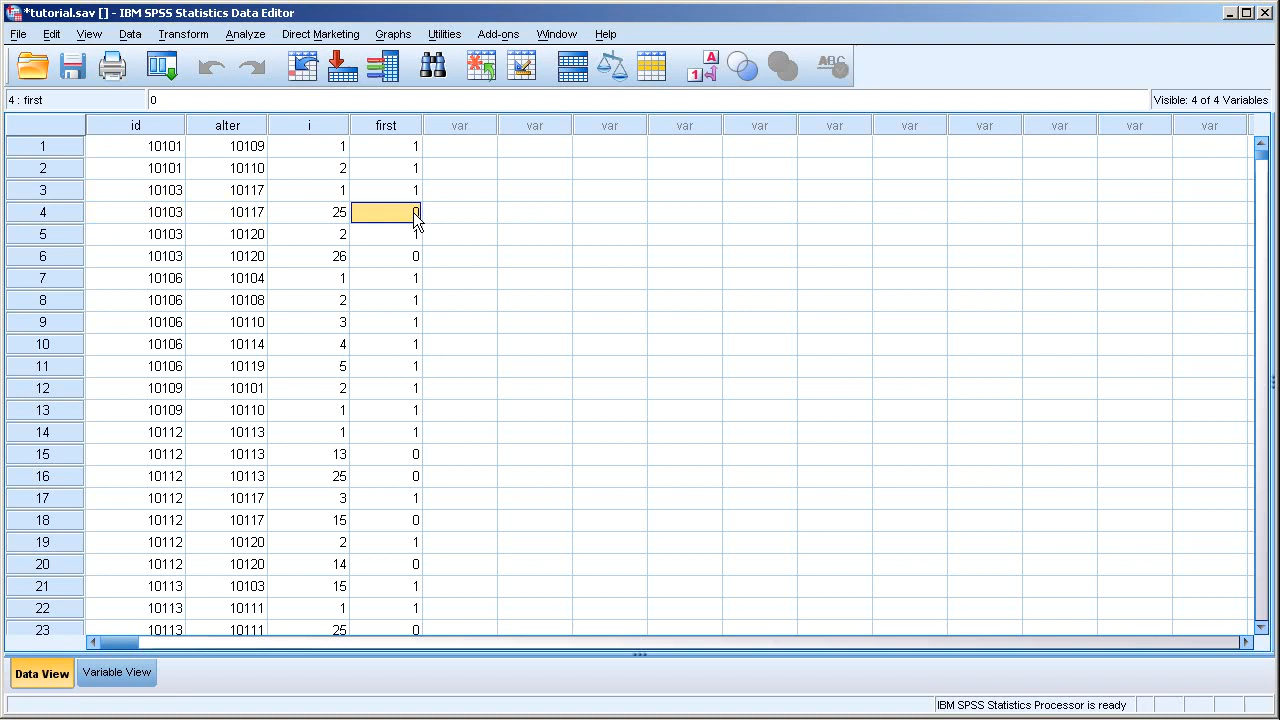 *tutorial.sav [] - IBM SPSS Statistics Data Editor
File Edit View Data Transform Analyze Direct Marketing Graphs Utilities Add-ons Window Help
A
1
ABC
4 : first 0 Visible: 4 of 4 Variables
id alter i first var var var var var var var var var var var
1 10101 10109 1 1
2 10101 10110 2 1
3 10103 10117 1 1
4 10103 10117 25 0
5 10103 10120 2 1
6 10103 10120 26 0
7 10106 10104 1 1
8 10106 10108 2 1
9 10106 10110 3 1
10 10106 10114 4 1
11 10106 10119 5 1
12 10109 10101 2 1
13 10109 10110 1 1
14 10112 10113 1 1
15 10112 10113 13 0
16 10112 10113 25 0
17 10112 10117 3 1
18 10112 10117 15 0
19 10112 10120 2 1
20 10112 10120 14 0
21 10113 10103 15 1
22 10113 10111 1 1
23 10113 10111 25 0
Data View Variable View
IBM SPSS Statistics Processor is ready